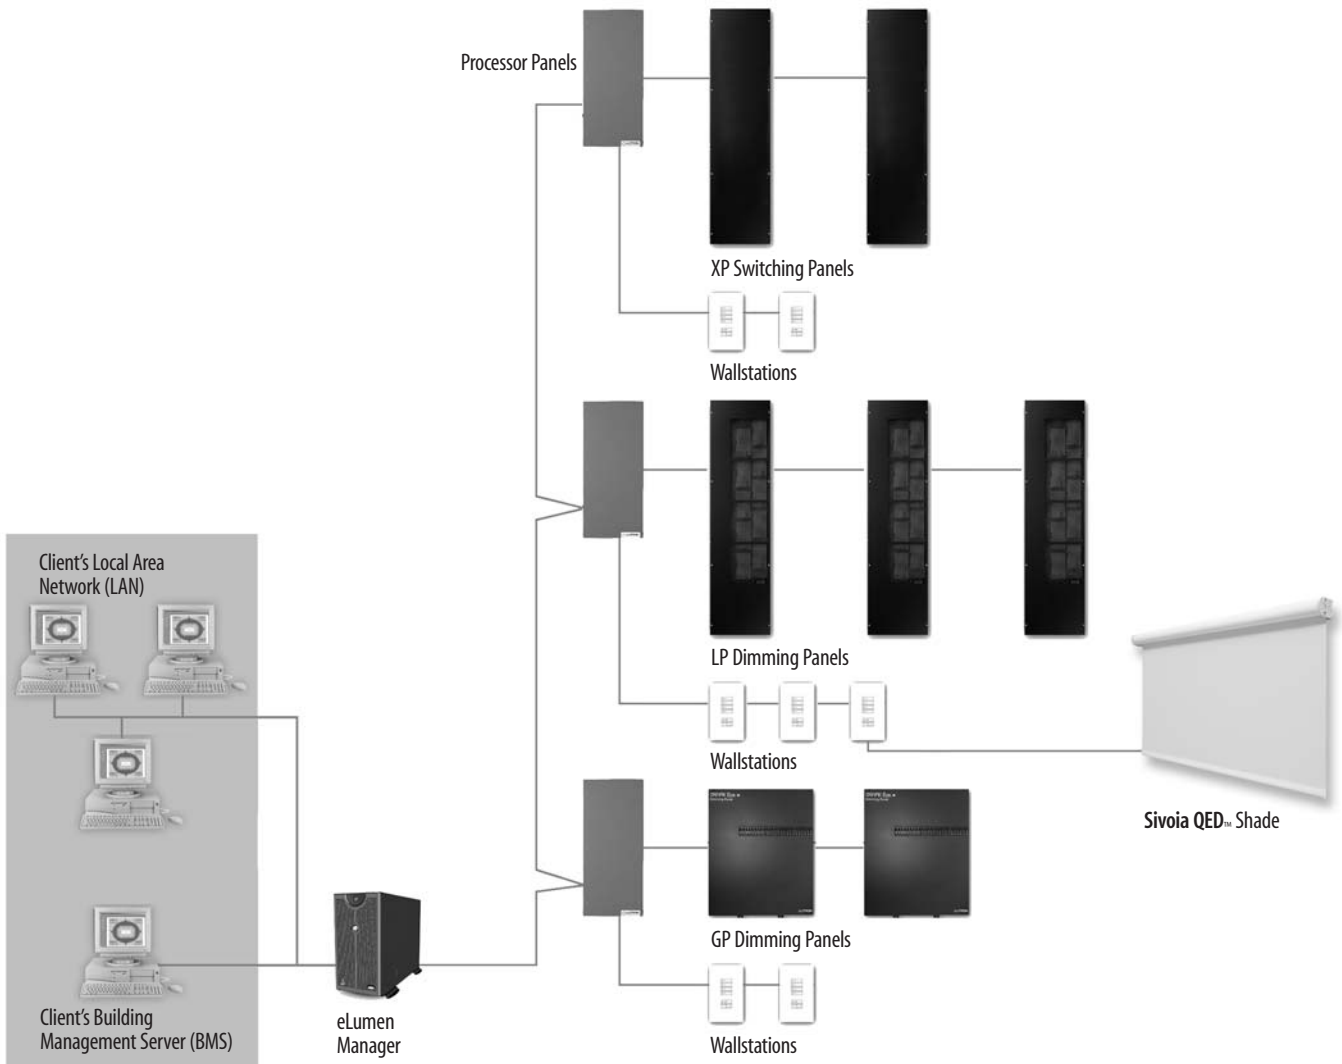 Processor Panels
XP Switching Panels
Wallstations
LP Dimming Panels
Wallstations
Sivoia QED™ Shade
Client's Local Area
Network (LAN)
GP Dimming Panels
Wallstations
eLumen
Manager
Client's Building
Management Server (BMS)